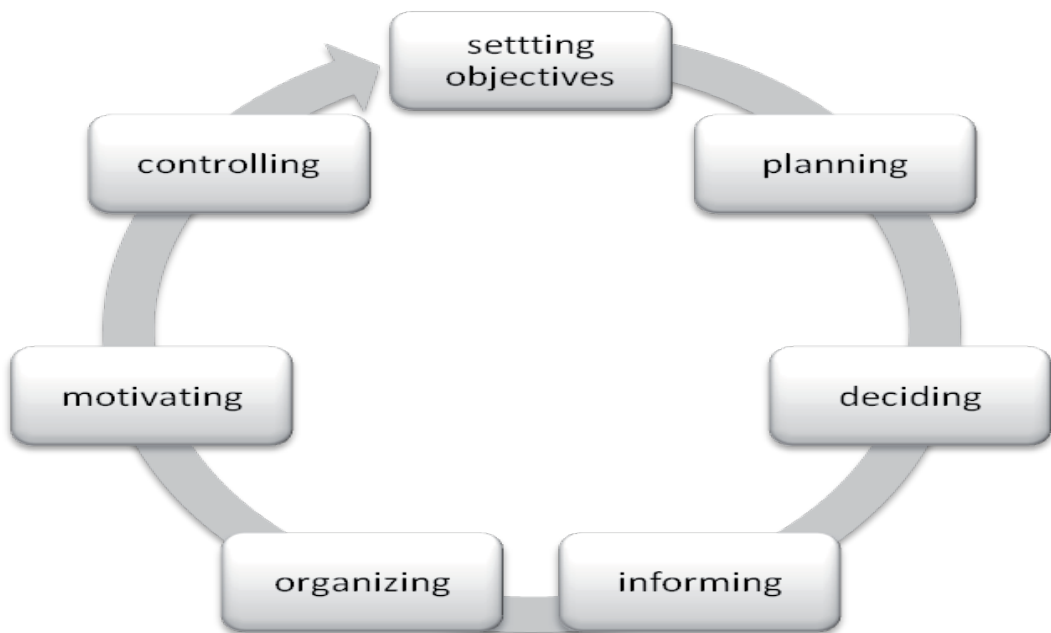 settting
objectives
planning
deciding
informing
organizing
motivating
controlling